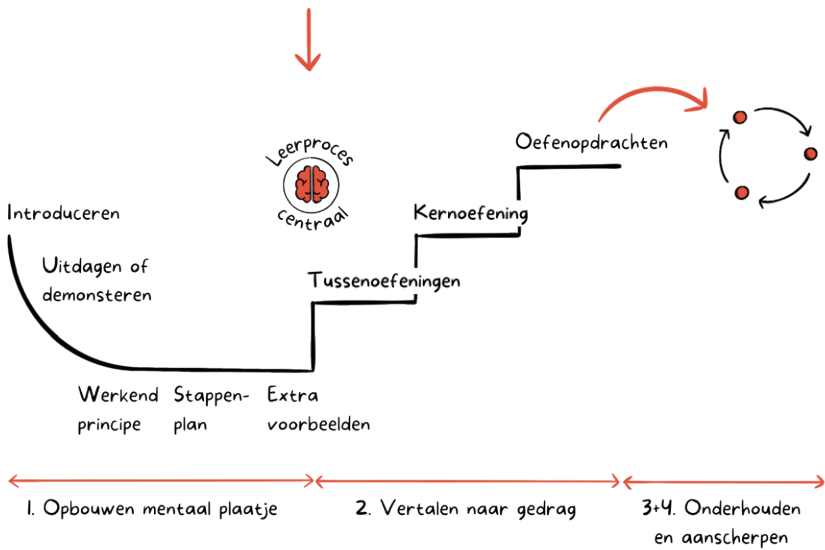 Leerproces
centraal
Oefenopdrachten
Introduceren
Kernoefening
Uitdagen of
demonsteren
Tussenoefeningen
Werkend
principe
Stappen-
plan
Extra
voorbeelden
1. Opbouwen mentaal plaatje
2. Vertalen naar gedrag
3+4. Onderhouden
en aanscherpen